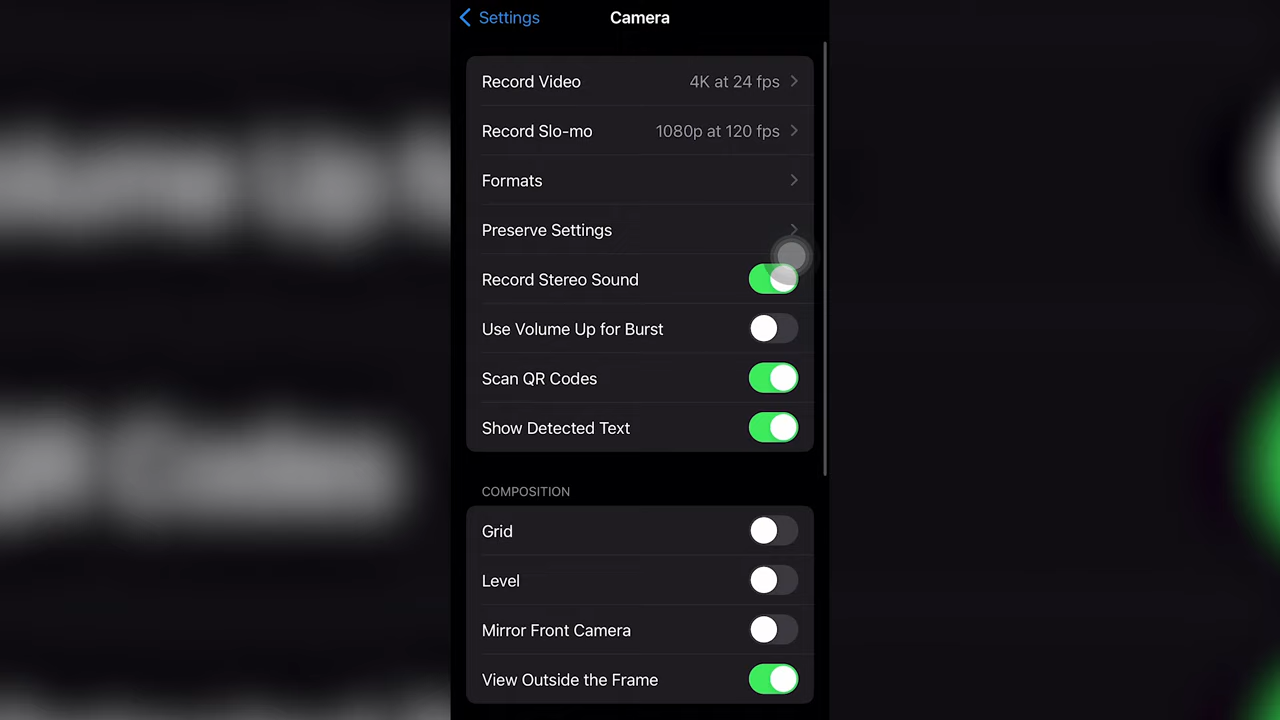 Settings
Camera
Record Video
4K at 24 fps
Record Slo-mo
1080p at 120 fps
Formats
Preserve Settings
Record Stereo Sound
Use Volume Up for Burst
Scan QR Codes
Show Detected Text
COMPOSITION
Grid
Level
Mirror Front Camera
View Outside the Frame